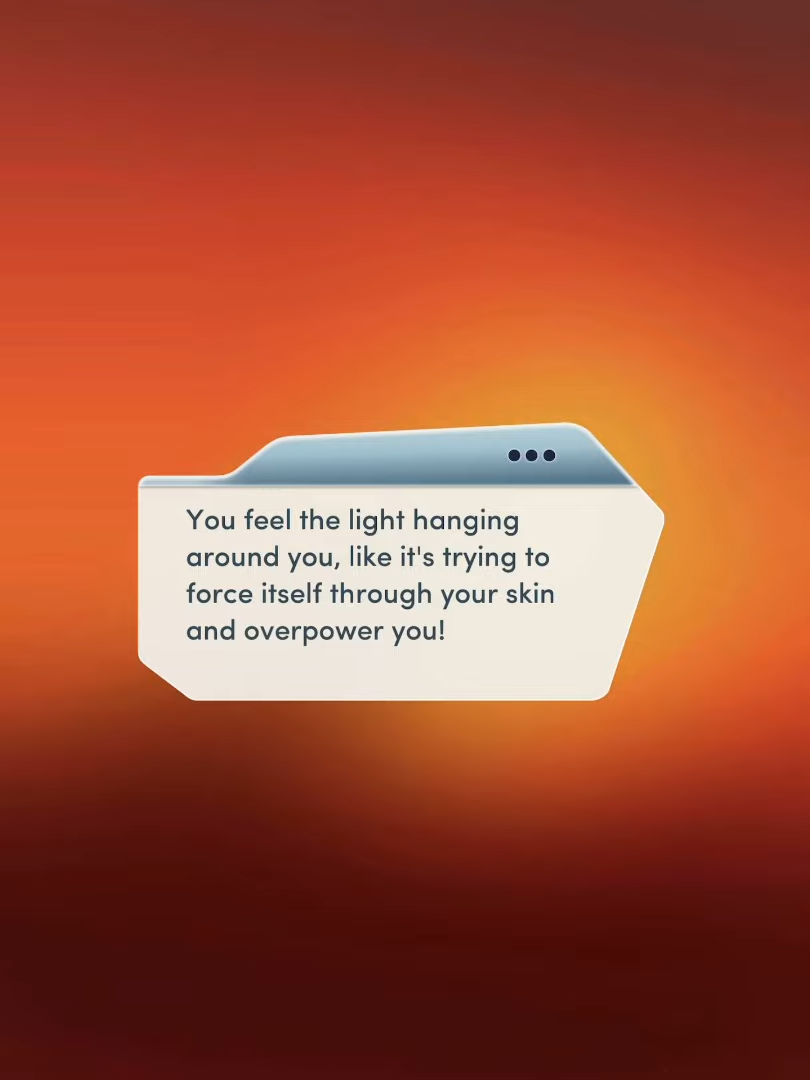 You feel the light hanging
around you, like it's trying to
force itself through your skin
and overpower you!